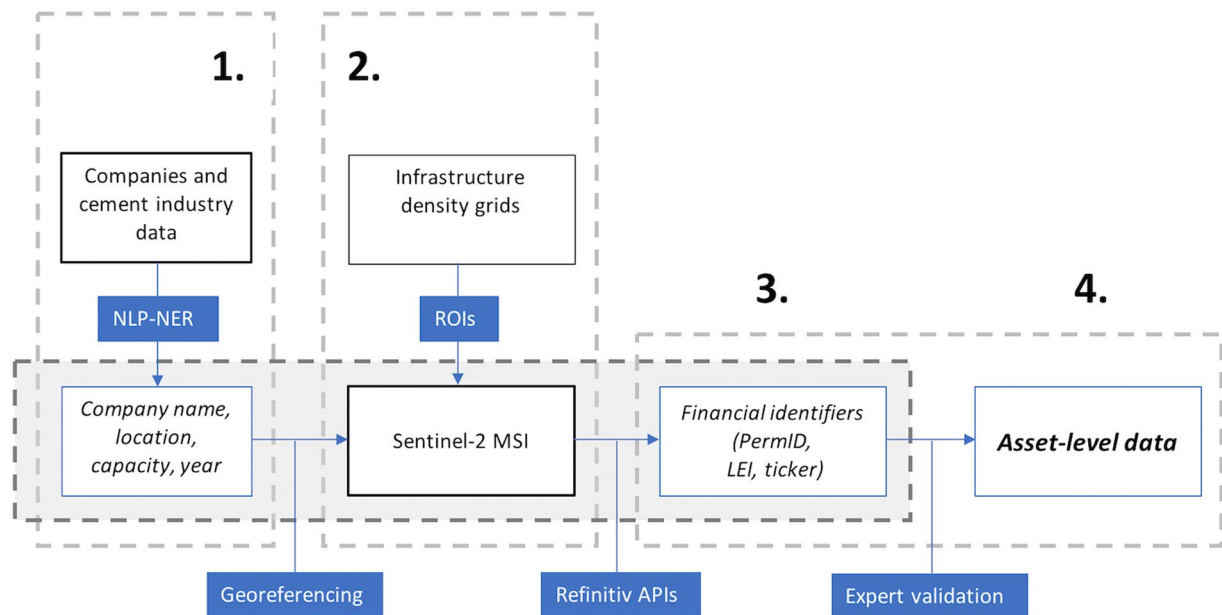 1.
2.
Companies and
cement industry
data
Infrastructure
density grids
NLP-NER
ROIs
3.
4.
Company name,
location,
capacity, year
Sentinel-2 MSI
Financial identifiers
(PermID,
LEI, ticker)
Asset-level data
Georeferencing
Refinitiv APIs
Expert validation